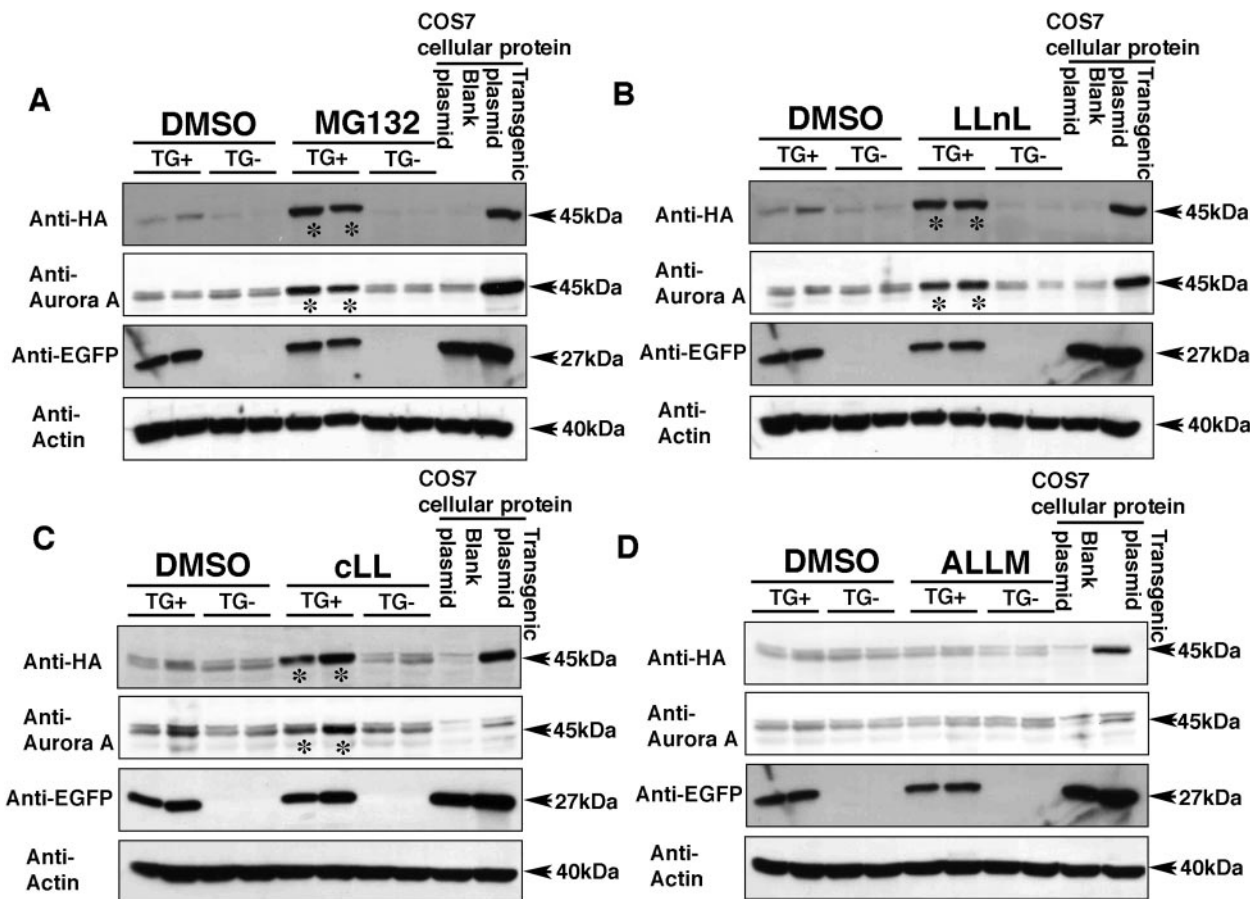 A
COS7
cellular protein
DMSO
MG132
plasmid
Blank
plasmid
Transgenic
TG+
TG-
TG+
TG-
Anti-HA
45kDa
* *
Anti-
Aurora A
45kDa
* *
Anti-EGFP
27kDa
Anti-
Actin
40kDa
B
COS7
cellular protein
DMSO
LLnL
plamid
Blank
plasmid
Transgenic
TG+
TG-
TG+
TG-
Anti-HA
45kDa
* *
Anti-
Aurora A
45kDa
* *
Anti-EGFP
27kDa
Anti-
Actin
40kDa
C
COS7
cellular protein
DMSO
cLL
plasmid
Blank
plasmid
Transgenic
TG+
TG-
TG+
TG-
Anti-HA
45kDa
* *
Anti-
Aurora A
45kDa
* *
Anti-EGFP
27kDa
Anti-
Actin
40kDa
D
COS7
cellular protein
DMSO
ALLM
plasmid
Blank
plasmid
Transgenic
TG+
TG-
TG+
TG-
Anti-HA
45kDa
Anti-
Aurora A
45kDa
Anti-EGFP
27kDa
Anti-
Actin
40kDa